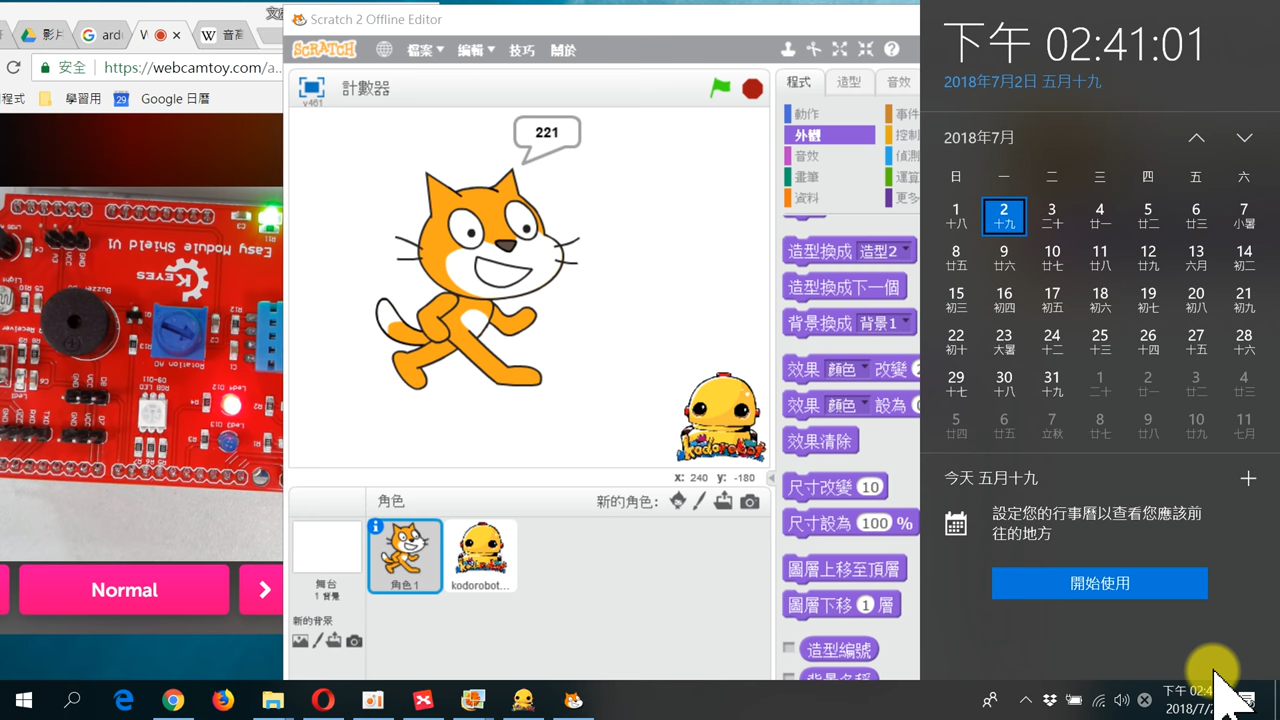 影片
ard
W
W 音高
安全
https://webcamtoy.com/a...
程式
學習用
Google 日曆
Easy Module Shield V1
KEYES
Normal
Scratch 2 Offline Editor
SCRATCH
檔案
編輯
技巧
關於
v461
計數器
221
kodorobot
x: 240 y: -180
角色
新的角色:
舞台
1 背景
新的背景
角色1
kodorobot...
程式
造型
音效
動作
事件
外觀
控制
音效
偵測
畫筆
運算
資料
更多
造型換成 造型2
造型換成下一個
背景換成 背景1
效果 顏色 改變
效果 顏色 設為
效果清除
尺寸改變 10
尺寸設為 100 %
圖層上移至頂層
圖層下移 1 層
造型編號
背景名稱
下午 02:41:01
2018年7月2日 五月十九
2018年7月
日 一 二 三 四 五 六
1 2 3 4 5 6 7
十八 十九 二十 廿一 廿二 廿三 小暑
8 9 10 11 12 13 14
廿五 廿六 廿七 廿八 廿九 六月 初二
15 16 17 18 19 20 21
初三 初四 初五 初六 初七 初八 初九
22 23 24 25 26 27 28
初十 大暑 十二 十三 十四 十五 十六
29 30 31 1 2 3 4
十七 十八 十九 二十 廿一 廿二 廿三
5 6 7 8 9 10 11
廿四 廿五 立秋 廿七 廿八 廿九 七月
今天 五月十九
設定您的行事曆以查看您應該前
往的地方
開始使用
下午 02:4
2018/7/